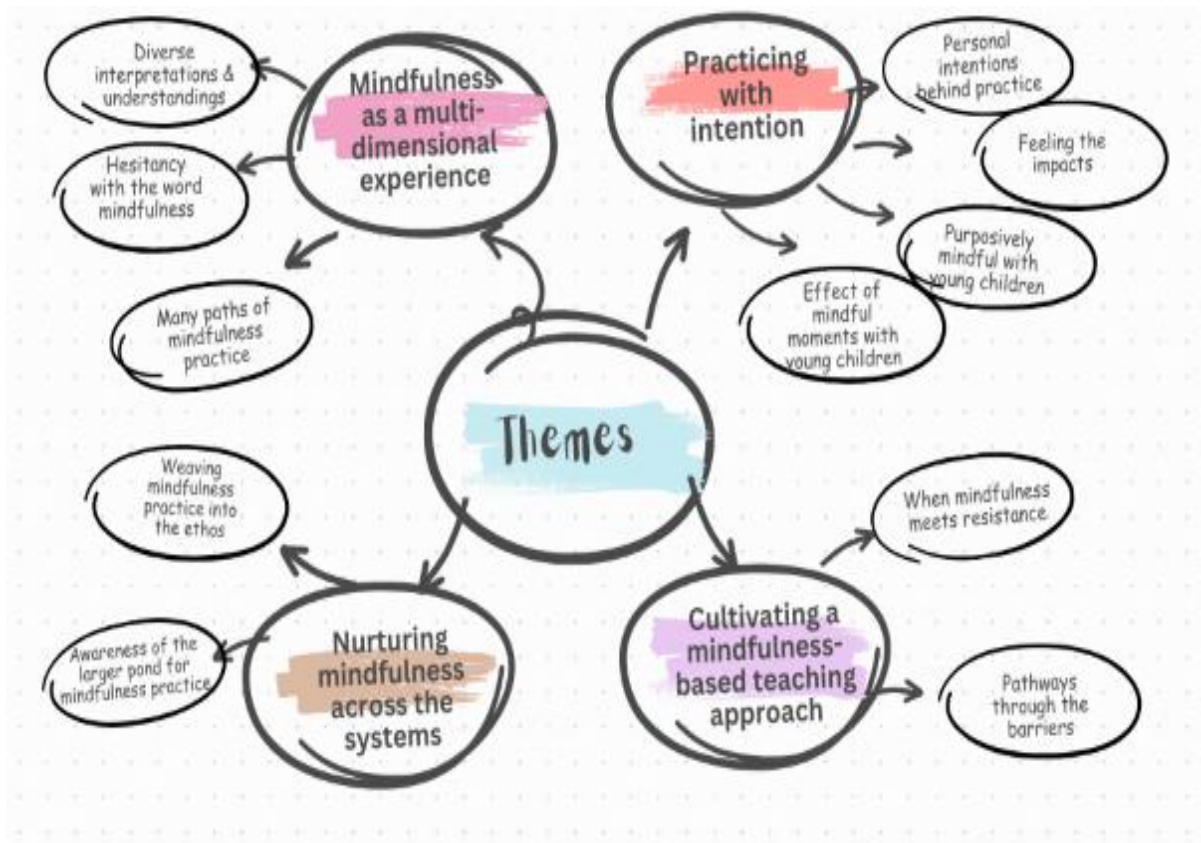 Diverse
interpretations &
understandings
Mindfulness
as a multi-
dimensional
experience
Hesitancy
with the word
mindfulness
Many paths of
mindfulness
practice
Practicing
with
intention
Personal
intentions
behind practice
Feeling the
impacts
Purposively
mindful with
young children
Effect of
mindful
moments with
young children
Themes
Weaving
mindfulness
practice into
the ethos
Awareness of the
larger pond for
mindfulness practice
Nurturing
mindfulness
across the
systems
Cultivating a
mindfulness-
based teaching
approach
When mindfulness
meets resistance
Pathways
through the
barriers